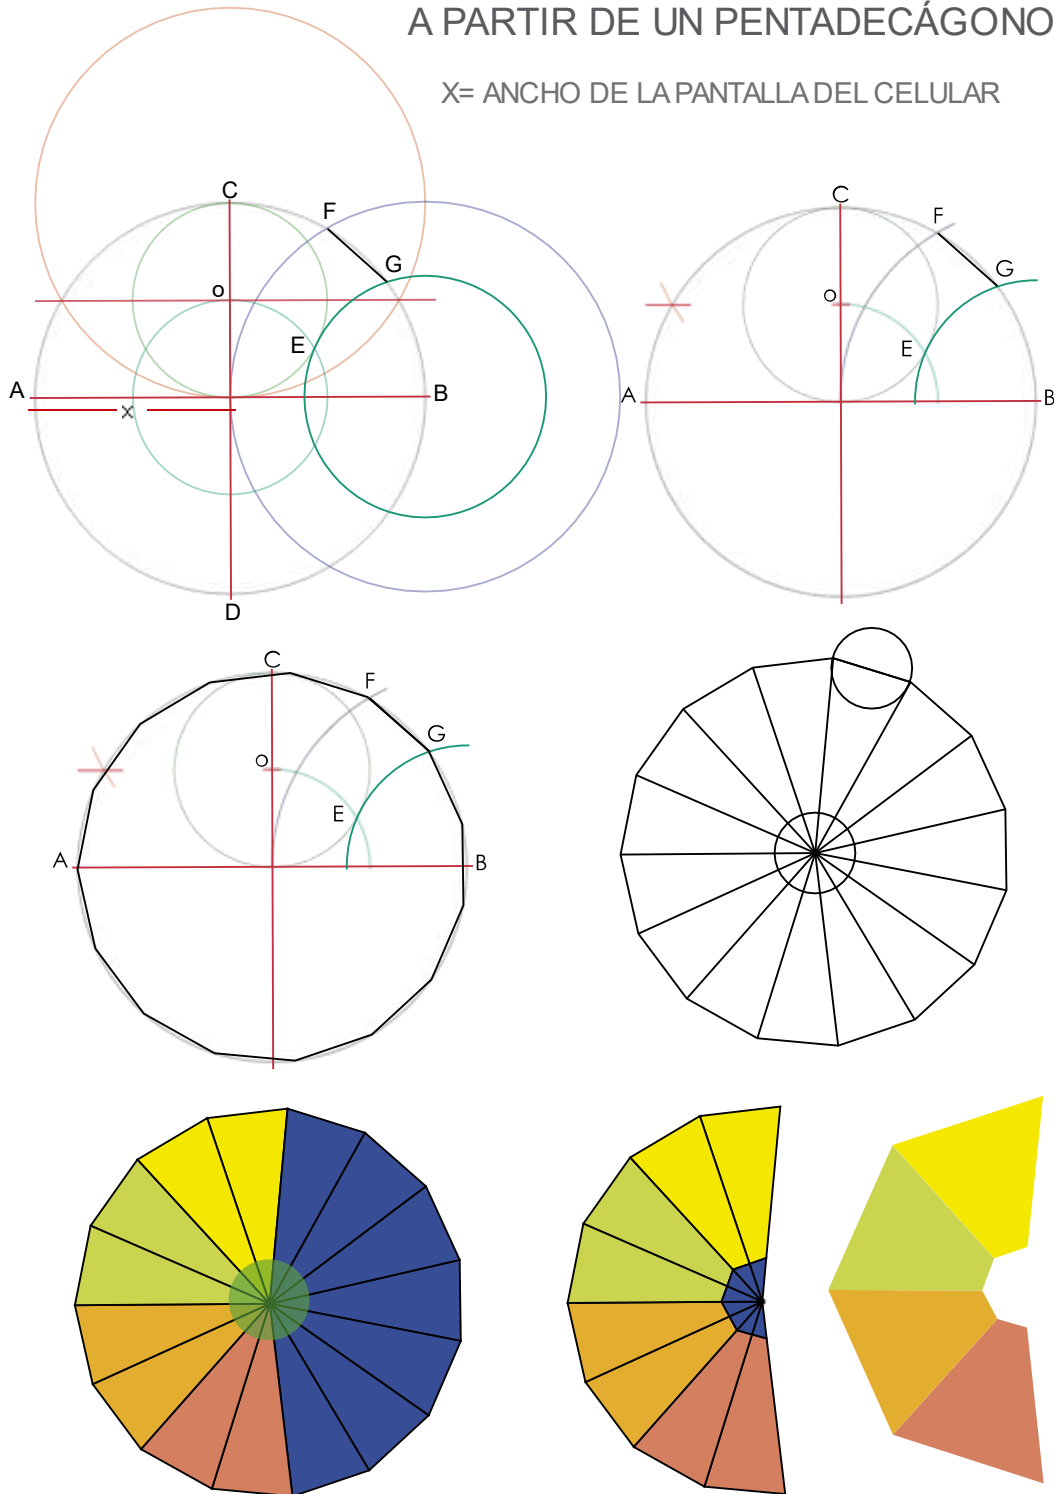 A PARTIR DE UN PENTADECÁGONO
X= ANCHO DE LA PANTALLA DEL CELULAR
C
F
G
O
E
A
B
x
D
C
F
G
O
E
A
B
C
F
G
O
E
A
B